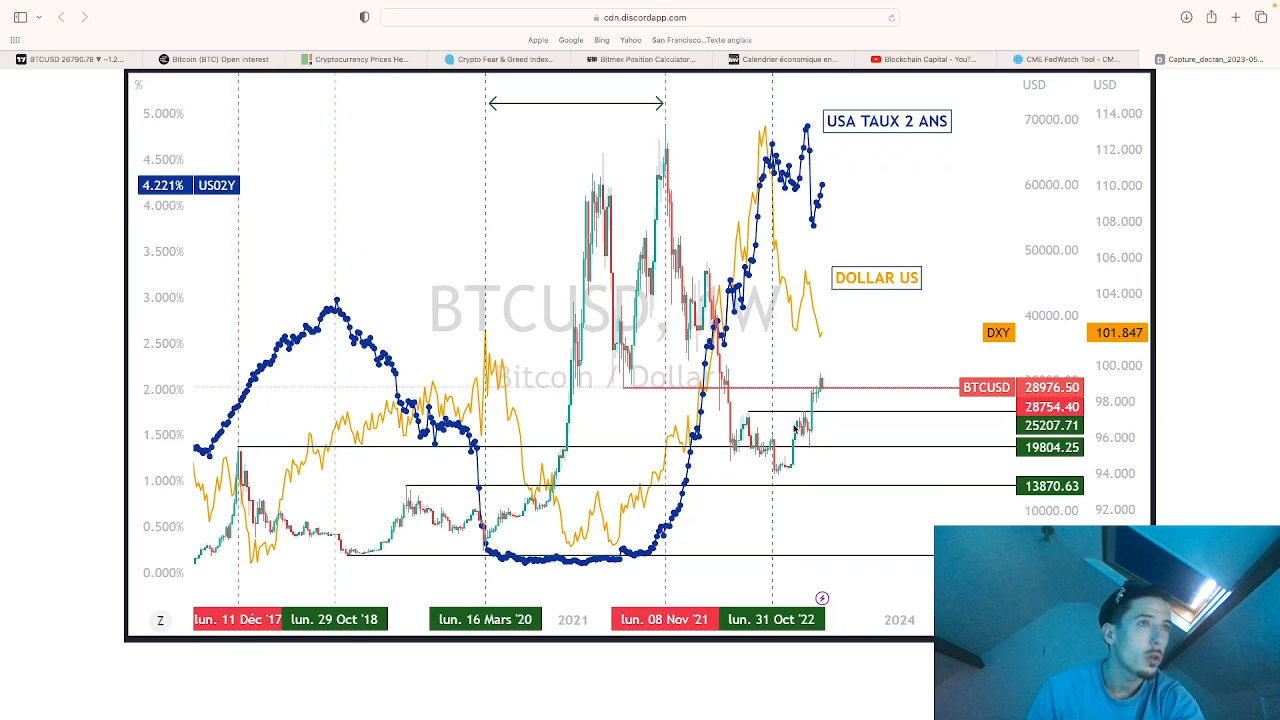 cdn.discordapp.com
Apple Google Bing Yahoo San Francisco...Texte anglais
BTCUSD 26790.78 ▼ −1.2...
Bitcoin (BTC) Open Interest
Cryptocurrency Prices He...
Crypto Fear & Greed Index...
Bitmex Position Calculator...
Calendrier économique en...
Blockchain Capital - YouT...
CME FedWatch Tool - CM...
Capture_decran_2023-05...
%
USD
USD
5.000%
4.500%
4.000%
3.500%
3.000%
2.500%
2.000%
1.500%
1.000%
0.500%
0.000%
4.221% US02Y
USA TAUX 2 ANS
DOLLAR US
BTCUSD, 1W
Bitcoin / Dollar
70000.00
60000.00
50000.00
40000.00
10000.00
114.000
112.000
110.000
108.000
106.000
104.000
100.000
98.000
96.000
94.000
92.000
DXY 101.847
BTCUSD 28976.50
28754.40
25207.71
19804.25
13870.63
Z
lun. 11 Déc '17
lun. 29 Oct '18
lun. 16 Mars '20
2021
lun. 08 Nov '21
lun. 31 Oct '22
2024